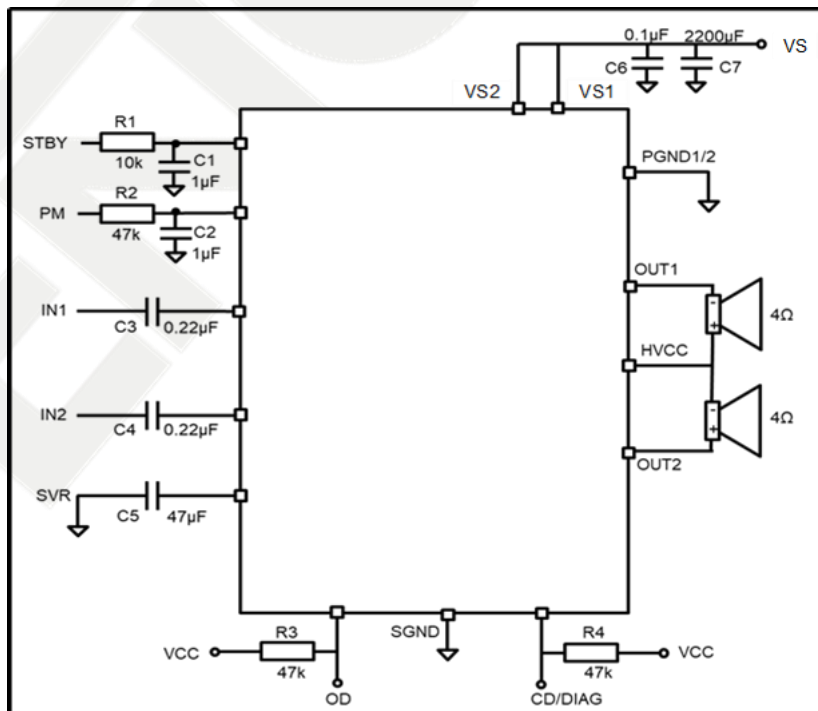 0.1µF 2200µF
VS
C6 C7
VS2 VS1
R1
STBY
10k
C1
1µF
PGND1/2
R2
PM
47k
C2
1µF
OUT1
IN1
C3 0.22µF
4Ω
HVCC
IN2
C4 0.22µF
4Ω
OUT2
SVR
C5 47µF
R3 SGND R4
VCC VCC
47k 47k
OD CD/DIAG
- +
- +